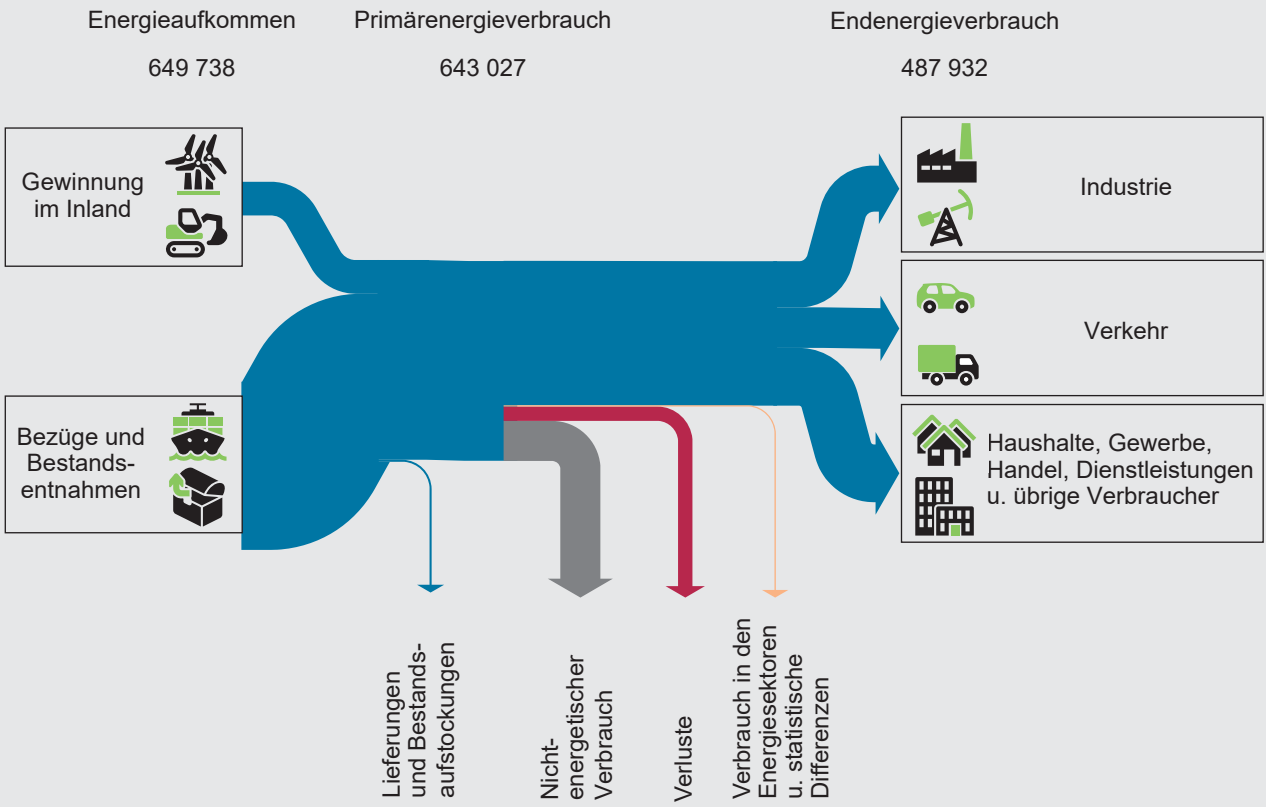 Energieaufkommen
Primärenergieverbrauch
Endenergieverbrauch
649 738
643 027
487 932
Gewinnung
im Inland
Bezüge und
Bestands-
entnahmen
Industrie
Verkehr
Haushalte, Gewerbe,
Handel, Dienstleistungen
u. übrige Verbraucher
Lieferungen
und Bestands-
aufstockungen
Nicht-
energetischer
Verbrauch
Verluste
Verbrauch in den
Energiesektoren
u. statistische
Differenzen